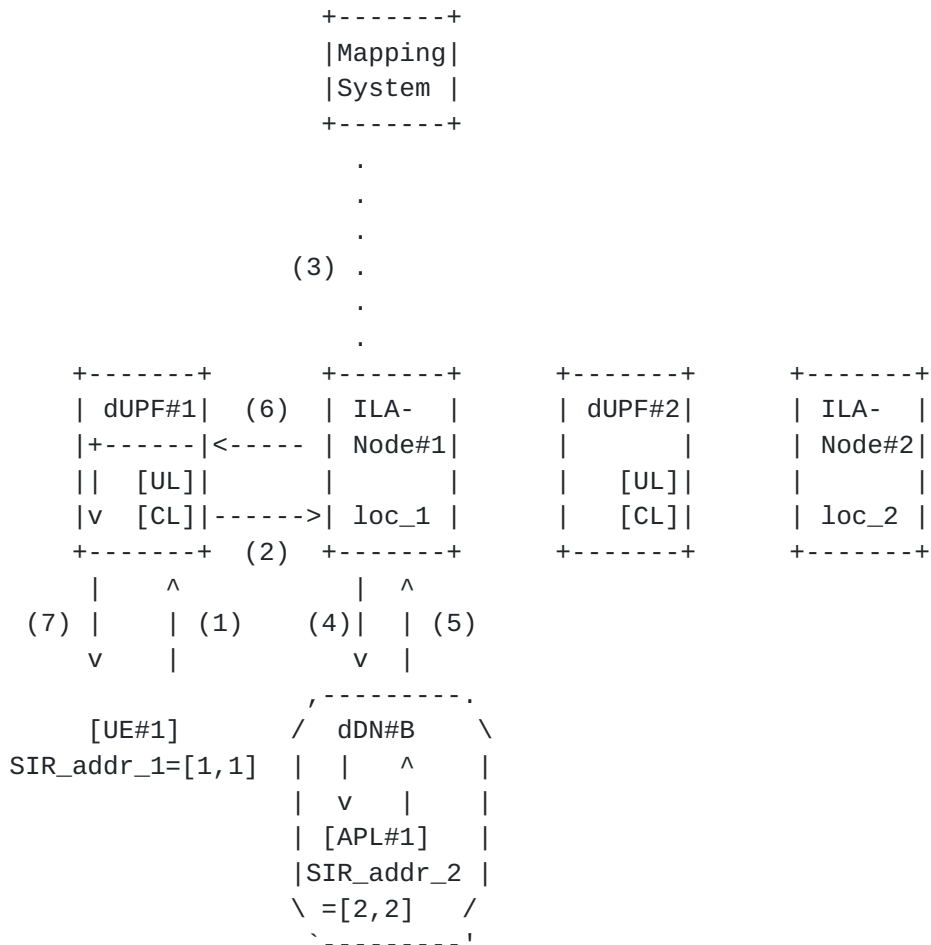 +-------+
|Mapping|
|System |
+-------+
.
.
.
(3) .
.
.
+-------+ +-------+ +-------+ +-------+
| dUPF#1| (6) | ILA- | | dUPF#2| | ILA- |
|+------|<----- | Node#1| | | | Node#2|
|| [UL]| | | | [UL]| | |
|v [CL]|------>| loc_1 | | [CL]| | loc_2 |
+-------+ (2) +-------+ +-------+ +-------+
| ^ | ^
(7) | | (1) (4)| | (5)
v | v |
,---------.
[UE#1] / dDN#B \
SIR_addr_1=[1,1] | | ^ |
| v | |
| [APL#1] |
|SIR_addr_2 |
\ =[2,2] /
`---------'